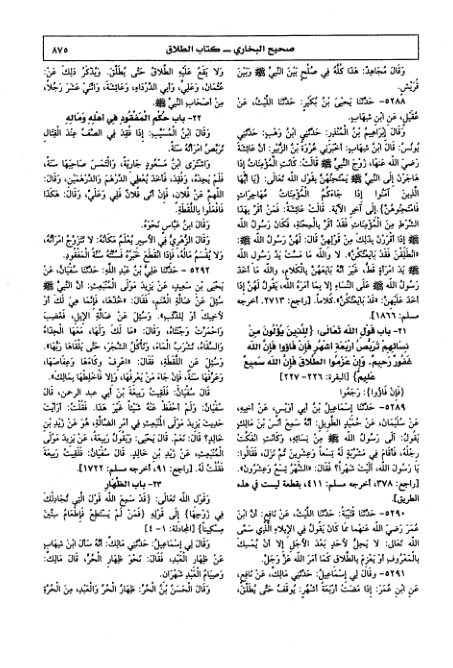 صحيح البخاري ــ كتاب الطلاق
٨٧٥
وَقَالَ مُجَاهِدٌ: هَذَا كُلُّهُ فِي صُلْحٍ بَيْنَ النَّبِيِّ ﷺ وَبَيْنَ
قُرَيْشٍ.
٥٢٨٨- حَدَّثَنَا يَحْيَى بْنُ بُكَيْرٍ: حَدَّثَنَا اللَّيْثُ، عَنْ
عُقَيْلٍ، عَنِ ابْنِ شِهَابٍ.
وَقَالَ إِبْرَاهِيمُ بْنُ الْمُنْذِرِ: حَدَّثَنِي ابْنُ وَهْبٍ: حَدَّثَنِي
يُونُسُ: قَالَ ابْنُ شِهَابٍ: أَخْبَرَنِي عُرْوَةُ بْنُ الزُّبَيْرِ: أَنَّ عَائِشَةَ
رَضِيَ اللَّهُ عَنْهَا، زَوْجَ النَّبِيِّ ﷺ قَالَتْ: كَانَتِ الْمُؤْمِنَاتُ إِذَا
هَاجَرْنَ إِلَى النَّبِيِّ ﷺ يَمْتَحِنُهُنَّ بِقَوْلِ اللَّهِ تَعَالَى: {يَا أَيُّهَا
الَّذِينَ آمَنُوا إِذَا جَاءَكُمُ الْمُؤْمِنَاتُ مُهَاجِرَاتٍ
فَامْتَحِنُوهُنَّ} إِلَى آخِرِ الْآيَةِ. قَالَتْ عَائِشَةُ: فَمَنْ أَقَرَّ بِهَذَا
الشَّرْطِ مِنَ الْمُؤْمِنَاتِ فَقَدْ أَقَرَّ بِالْمِحْنَةِ، فَكَانَ رَسُولُ اللَّهِ
ﷺ إِذَا أَقْرَرْنَ بِذَلِكَ مِنْ قَوْلِهِنَّ قَالَ: لَهُنَّ رَسُولُ اللَّهِ ﷺ:
«انْطَلِقْنَ فَقَدْ بَايَعْتُكُنَّ». لَا وَاللَّهِ مَا مَسَّتْ يَدُ رَسُولِ اللَّهِ
ﷺ يَدَ امْرَأَةٍ قَطُّ، غَيْرَ أَنَّهُ بَايَعَهُنَّ بِالْكَلَامِ، وَاللَّهِ مَا أَخَذَ
رَسُولُ اللَّهِ ﷺ عَلَى النِّسَاءِ إِلَّا بِمَا أَمَرَهُ اللَّهُ، يَقُولُ لَهُنَّ إِذَا
أَخَذَ عَلَيْهِنَّ: «قَدْ بَايَعْتُكُنَّ». كَلَامًا. [راجع: ٢٧١٣. أخرجه
مسلم: ١٨٦٦].
٢١- باب قَوْلِ اللَّهِ تَعَالَى: {لِلَّذِينَ يُؤْلُونَ مِنْ
نِسَائِهِمْ تَرَبُّصُ أَرْبَعَةِ أَشْهُرٍ فَإِنْ فَاؤُوا فَإِنَّ اللَّهَ
غَفُورٌ رَحِيمٌ. وَإِنْ عَزَمُوا الطَّلَاقَ فَإِنَّ اللَّهَ سَمِيعٌ
عَلِيمٌ} [البقرة: ٢٢٦- ٢٢٧]
{فَإِنْ فَاؤُوا}: رَجَعُوا
٥٢٨٩- حَدَّثَنَا إِسْمَاعِيلُ بْنُ أَبِي أُوَيْسٍ، عَنْ أَخِيهِ،
عَنْ سُلَيْمَانَ، عَنْ حُمَيْدٍ الطَّوِيلِ: أَنَّهُ سَمِعَ أَنَسَ بْنَ مَالِكٍ
يَقُولُ: آلَى رَسُولُ اللَّهِ ﷺ مِنْ نِسَائِهِ، وَكَانَتِ انْفَكَّتْ
رِجْلُهُ، فَأَقَامَ فِي مَشْرُبَةٍ لَهُ تِسْعًا وَعِشْرِينَ ثُمَّ نَزَلَ، فَقَالُوا:
يَا رَسُولَ اللَّهِ، آلَيْتَ شَهْرًا؟ فَقَالَ: «الشَّهْرُ تِسْعٌ وَعِشْرُونَ».
[راجع: ٣٧٨. أخرجه مسلم: ٤١١، بقطعة ليست في هذه
الطريق].
٥٢٩٠- حَدَّثَنَا قُتَيْبَةُ: حَدَّثَنَا اللَّيْثُ، عَنْ نَافِعٍ: أَنَّ ابْنَ
عُمَرَ رَضِيَ اللَّهُ عَنْهُمَا كَانَ يَقُولُ فِي الْإِيلَاءِ الَّذِي سَمَّى
اللَّهُ تَعَالَى: لَا يَحِلُّ لِأَحَدٍ بَعْدَ الْأَجَلِ إِلَّا أَنْ يُمْسِكَ
بِالْمَعْرُوفِ أَوْ يَعْزِمَ بِالطَّلَاقِ كَمَا أَمَرَ اللَّهُ عَزَّ وَجَلَّ.
٥٢٩١- وقَالَ لِي إِسْمَاعِيلُ: حَدَّثَنِي مَالِكٌ، عَنْ نَافِعٍ،
عَنِ ابْنِ عُمَرَ: إِذَا مَضَتْ أَرْبَعَةُ أَشْهُرٍ: يُوقَفُ حَتَّى يُطَلِّقَ،
وَلَا يَقَعُ عَلَيْهِ الطَّلَاقُ حَتَّى يُطَلِّقَ. وَيُذْكَرُ ذَلِكَ عَنْ:
عُثْمَانَ، وَعَلِيٍّ، وَأَبِي الدَّرْدَاءِ، وَعَائِشَةَ، وَاثْنَيْ عَشَرَ رَجُلًا،
مِنْ أَصْحَابِ النَّبِيِّ ﷺ.
٢٢- باب حُكْمِ الْمَفْقُودِ فِي أَهْلِهِ وَمَالِهِ
وَقَالَ ابْنُ الْمُسَيَّبِ: إِذَا فُقِدَ فِي الصَّفِّ عِنْدَ الْقِتَالِ
تَرَبَّصُ امْرَأَتُهُ سَنَةً.
وَاشْتَرَى ابْنُ مَسْعُودٍ جَارِيَةً، وَالْتَمَسَ صَاحِبَهَا سَنَةً،
فَلَمْ يَجِدْهُ، وَفُقِدَ، فَأَخَذَ يُعْطِي الدِّرْهَمَ وَالدِّرْهَمَيْنِ، وَقَالَ:
اللَّهُمَّ عَنْ فُلَانٍ، فَإِنْ أَتَى فُلَانٌ فَلِي وَعَلَيَّ، وَقَالَ: هَكَذَا
فَافْعَلُوا بِاللُّقَطَةِ.
وَقَالَ ابنُ عَبَّاسٍ نَحْوَهُ.
وَقَالَ الزُّهْرِيُّ فِي الْأَسِيرِ يُعْلَمُ مَكَانُهُ: لَا تَتَزَوَّجُ امْرَأَتُهُ،
وَلَا يُقْسَمُ مَالُهُ، فَإِذَا انْقَطَعَ خَبَرُهُ فَسُنَّتُهُ سُنَّةُ الْمَفْقُودِ.
٥٢٩٢- حَدَّثَنَا عَلِيُّ بْنُ عَبْدِ اللَّهِ: حَدَّثَنَا سُفْيَانُ، عَنْ
يَحْيَى بْنِ سَعِيدٍ، عَنْ يَزِيدَ مَوْلَى الْمُنْبَعِثِ: أَنَّ النَّبِيَّ ﷺ
سُئِلَ عَنْ ضَالَّةِ الْغَنَمِ، فَقَالَ: «خُذْهَا، فَإِنَّمَا هِيَ لَكَ أَوْ
لِأَخِيكَ أَوْ لِلذِّئْبِ». وَسُئِلَ عَنْ ضَالَّةِ الْإِبِلِ، فَغَضِبَ
وَاحْمَرَّتْ وَجْنَتَاهُ، وَقَالَ: «مَا لَكَ وَلَهَا، مَعَهَا الْحِذَاءُ
وَالسِّقَاءُ، تَشْرَبُ الْمَاءَ، وَتَأْكُلُ الشَّجَرَ، حَتَّى يَلْقَاهَا رَبُّهَا».
وَسُئِلَ عَنِ اللُّقَطَةِ، فَقَالَ: «اعْرِفْ وِكَاءَهَا وَعِفَاصَهَا،
وَعَرِّفْهَا سَنَةً، فَإِنْ جَاءَ مَنْ يَعْرِفُهَا، وَإِلَّا فَاخْلِطْهَا بِمَالِكَ».
قَالَ سُفْيَانُ: فَلَقِيتُ رَبِيعَةَ بْنَ أبي عبد الرحمن، قَالَ
سُفْيَانُ: وَلَمْ أَحْفَظْ عَنْهُ شَيْئًا غَيْرَ هَذَا، فَقُلْتُ: أَرَأَيْتَ
حَدِيثَ يَزِيدَ مَوْلَى الْمُنْبَعِثِ فِي أَمْرِ الضَّالَّةِ، هُوَ عَنْ زَيْدِ بْنِ
خَالِدٍ؟ قَالَ: نَعَمْ. قَالَ يَحْيَى: وَيَقُولُ رَبِيعَةُ، عَنْ يَزِيدَ مَوْلَى
الْمُنْبَعِثِ، عَنْ زَيْدِ بْنِ خَالِدٍ. قَالَ سُفْيَانُ: فَلَقِيتُ رَبِيعَةَ
فَقُلْتُ لَهُ. [راجع: ٩١. أخرجه مسلم: ١٧٢٢].
٢٣- باب الظِّهَارِ
وَقَوْلِ اللَّهِ تَعَالَى: {قَدْ سَمِعَ اللَّهُ قَوْلَ الَّتِي تُجَادِلُكَ
فِي زَوْجِهَا} إِلَى قَوْلِهِ {فَمَنْ لَمْ يَسْتَطِعْ فَإِطْعَامُ سِتِّينَ
مِسْكِينًا} [المجادلة: ١- ٤]
وَقَالَ لِي إِسْمَاعِيلُ: حَدَّثَنِي مَالِكٌ: أَنَّهُ سَأَلَ ابْنَ شِهَابٍ
عَنْ ظِهَارِ الْعَبْدِ، فَقَالَ: نَحْوَ ظِهَارِ الْحُرِّ، قَالَ مَالِكٌ:
وَصِيَامُ الْعَبْدِ شَهْرَانِ.
وَقَالَ الْحَسَنُ بْنُ الْحُرِّ: ظِهَارُ الْحُرِّ وَالْعَبْدِ، مِنَ الْحُرَّةِ